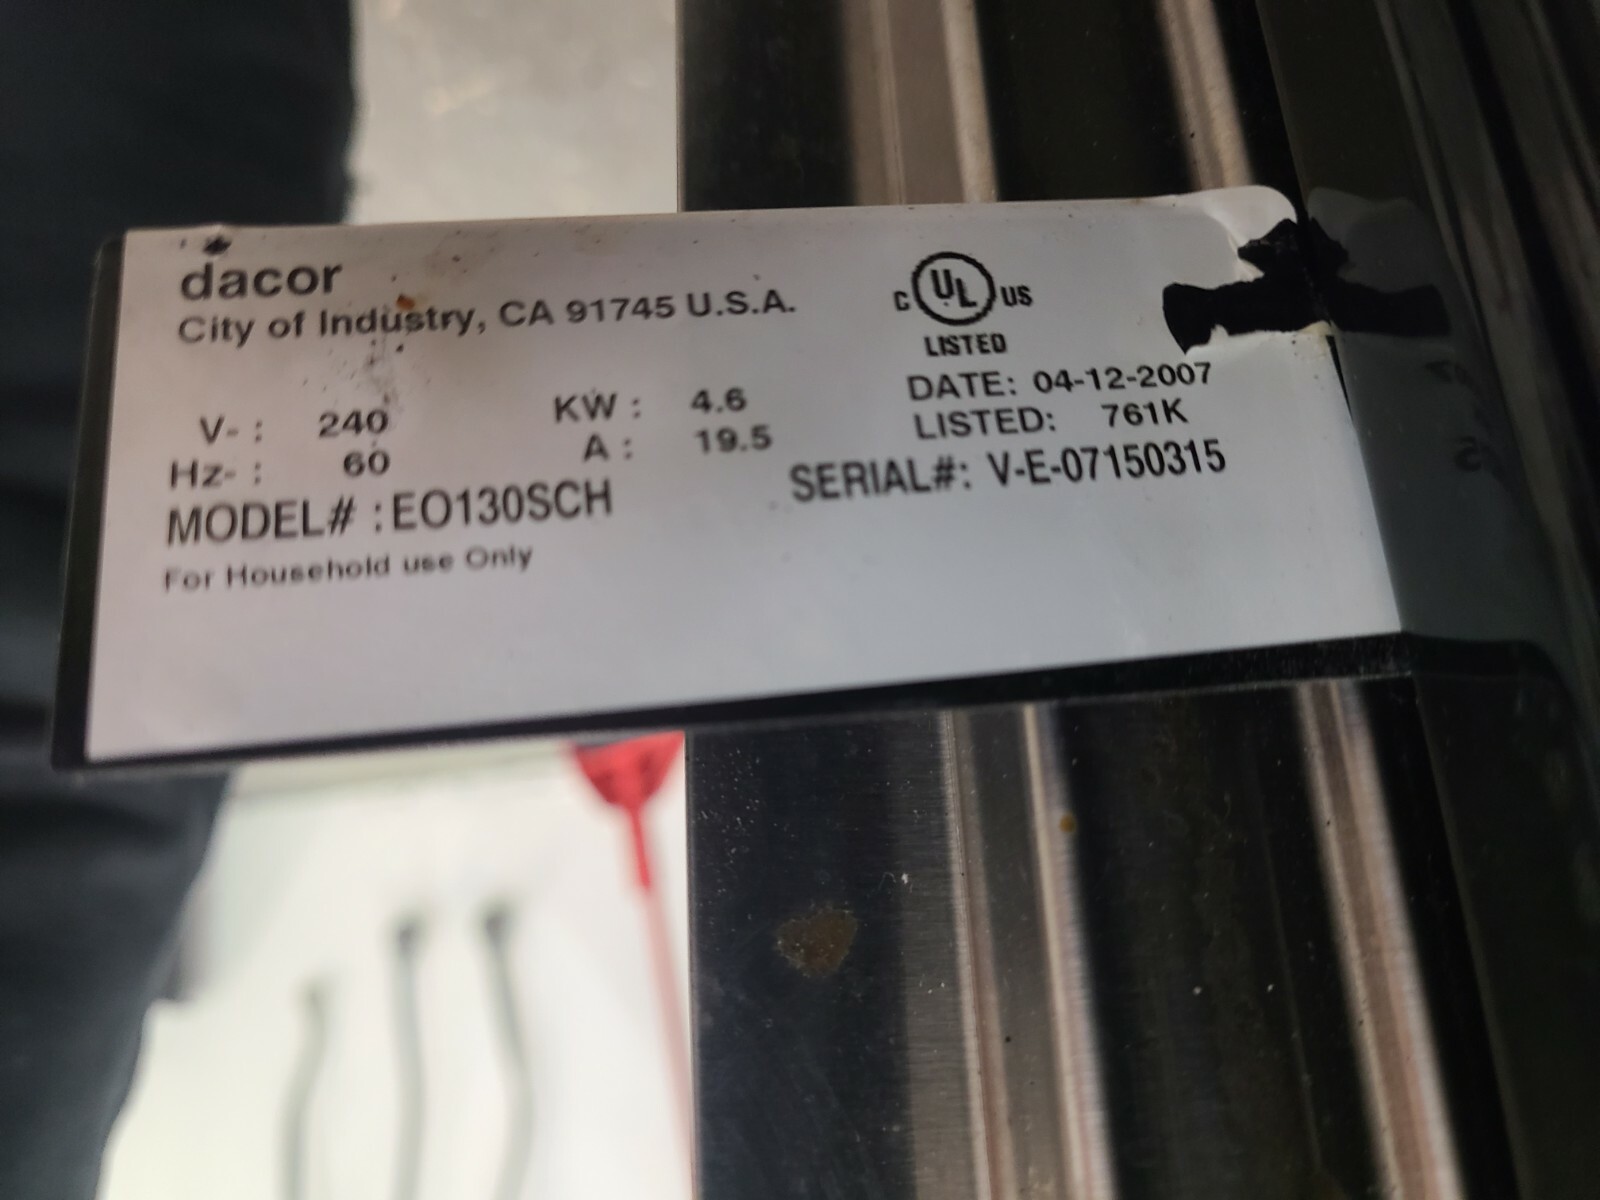 dacor
City of Industry, CA 91745 U.S.A.
C UL US
LISTED
DATE: 04-12-2007
LISTED: 761K
V- : 240 KW : 4.6
Hz- : 60 A : 19.5
MODEL# : EO130SCH SERIAL#: V-E-07150315
For Household use Only